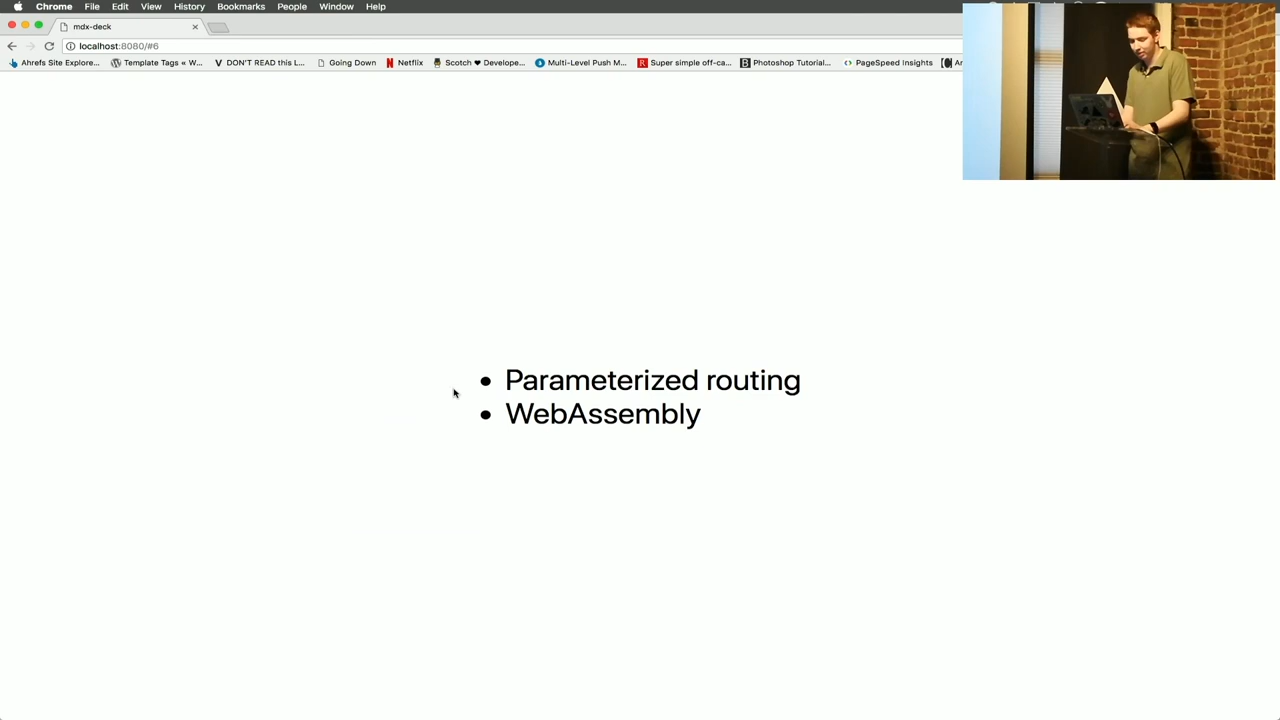 Chrome File Edit View History Bookmarks People Window Help
mdx-deck
localhost:8080/#6
Ahrefs Site Explore... Template Tags « W... DON'T READ this L... Going Down Netflix Scotch ❤ Develope... Multi-Level Push M... Super simple off-ca... Photoshop Tutorial... PageSpeed Insights
• Parameterized routing
• WebAssembly